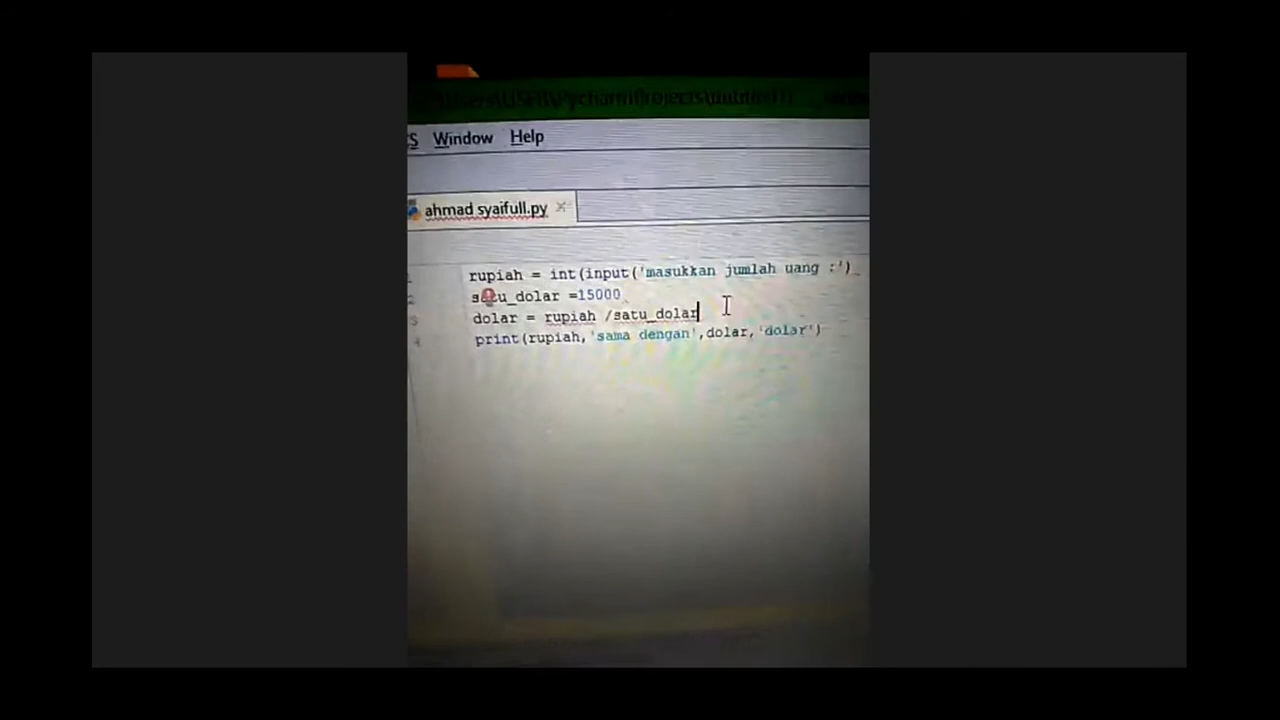 Window Help
ahmad syaifull.py
rupiah = int(input('masukkan jumlah uang :')
satu_dolar =15000
dolar = rupiah /satu_dolar
print(rupiah,'sama dengan',dolar,'dolar')